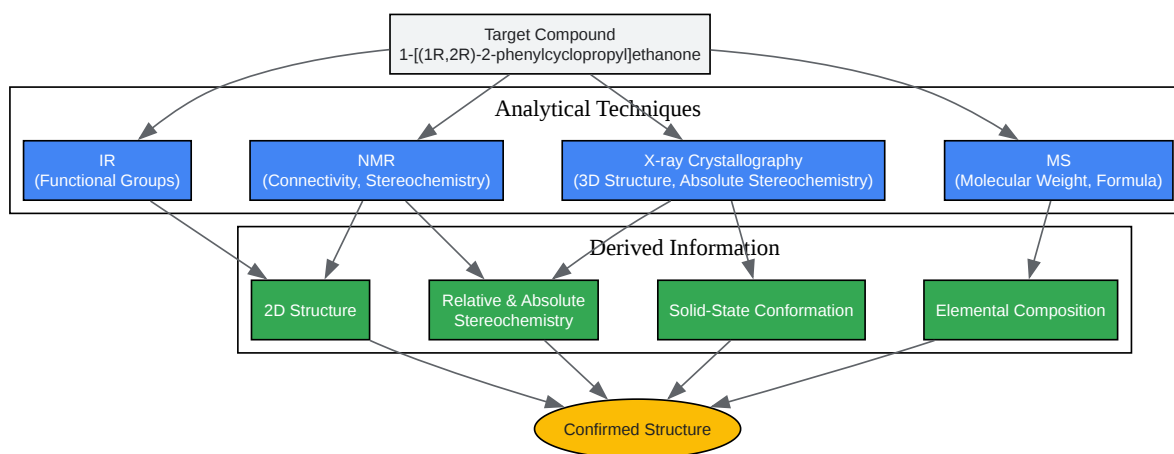 Target Compound
1-[(1R,2R)-2-phenylcyclopropyl]ethanone
Analytical Techniques
IR
(Functional Groups)
NMR
(Connectivity, Stereochemistry)
X-ray Crystallography
(3D Structure, Absolute Stereochemistry)
MS
(Molecular Weight, Formula)
Derived Information
2D Structure
Relative & Absolute
Stereochemistry
Solid-State Conformation
Elemental Composition
Confirmed Structure